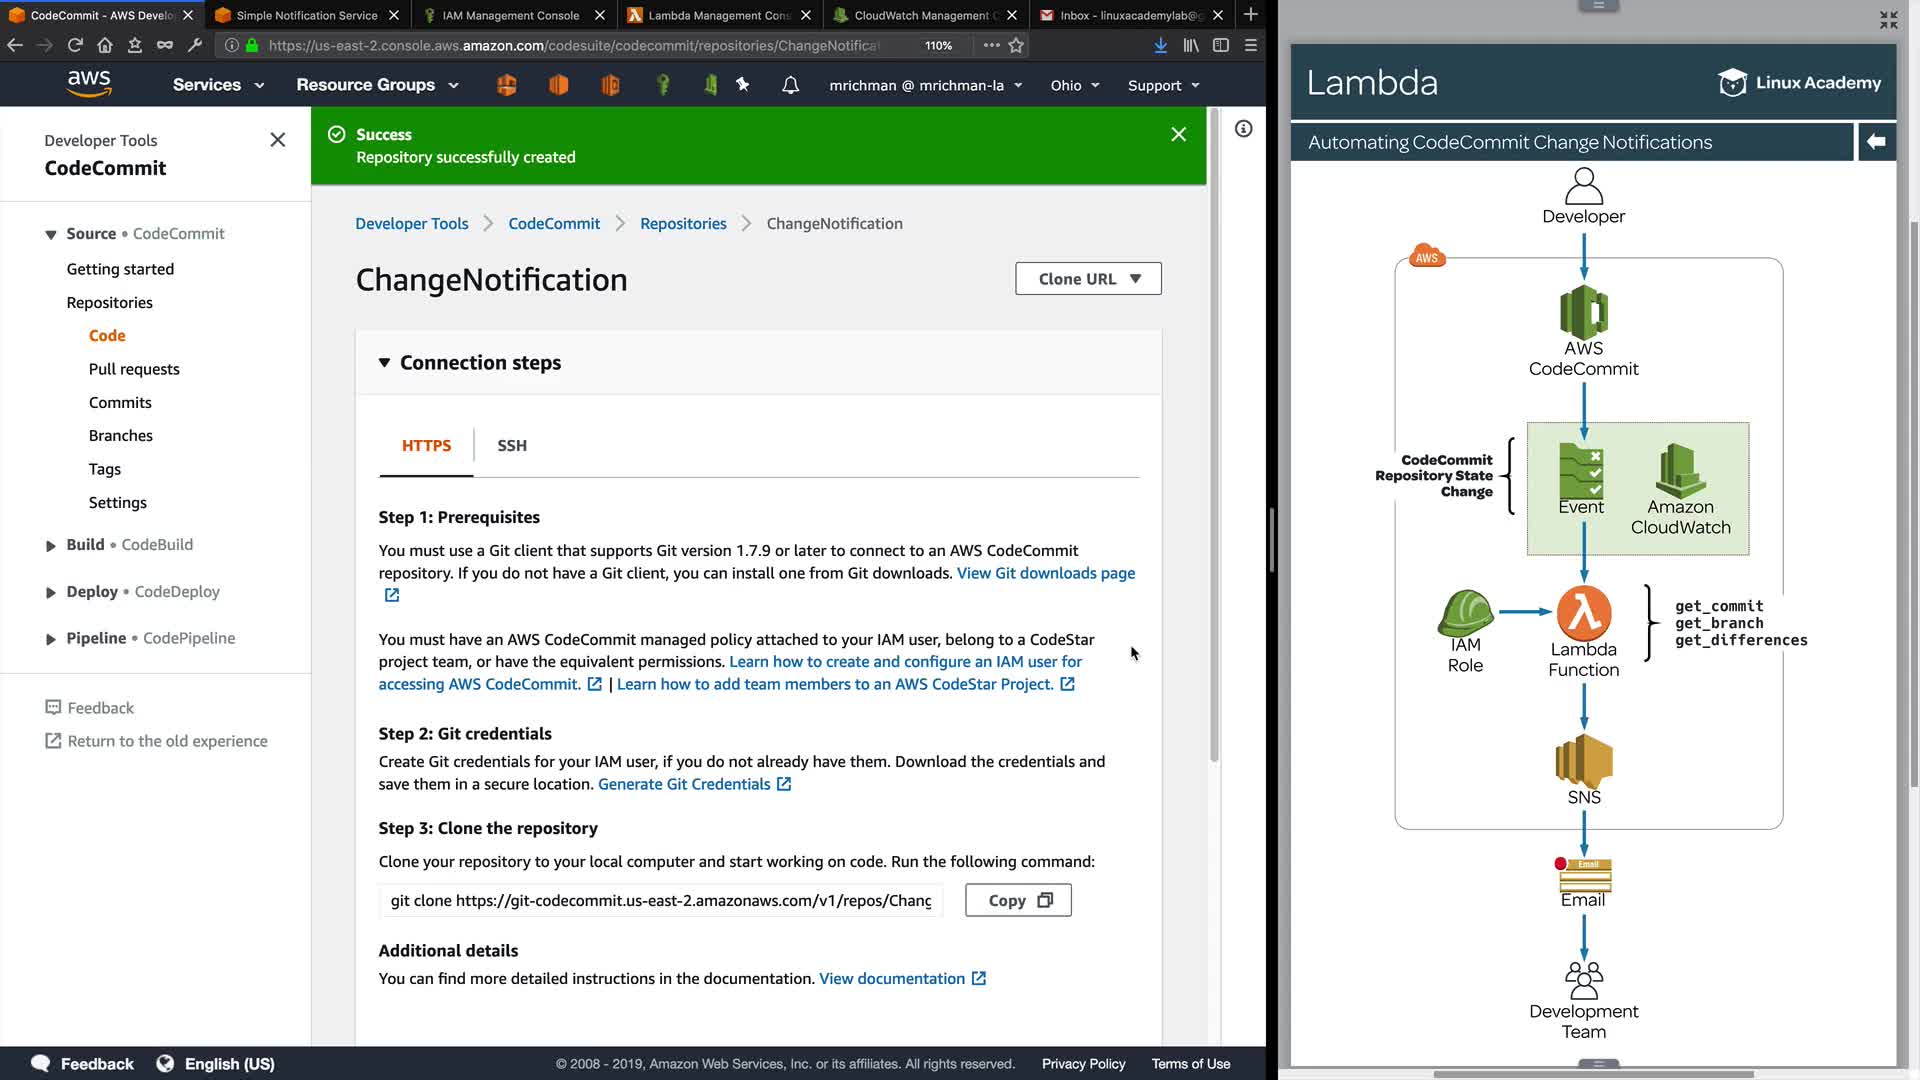 CodeCommit - AWS Develo
Simple Notification Service
IAM Management Console
Lambda Management Cons
CloudWatch Management C
Inbox - linuxacademylab@g
https://us-east-2.console.aws.amazon.com/codesuite/codecommit/repositories/ChangeNotifica
110%
aws
Services
Resource Groups
mrichman @ mrichman-la
Ohio
Support
Developer Tools
CodeCommit
Source • CodeCommit
Getting started
Repositories
Code
Pull requests
Commits
Branches
Tags
Settings
Build • CodeBuild
Deploy • CodeDeploy
Pipeline • CodePipeline
Feedback
Return to the old experience
Success
Repository successfully created
Developer Tools
CodeCommit
Repositories
ChangeNotification
ChangeNotification
Clone URL
Connection steps
HTTPS
SSH
Step 1: Prerequisites
You must use a Git client that supports Git version 1.7.9 or later to connect to an AWS CodeCommit
repository. If you do not have a Git client, you can install one from Git downloads. View Git downloads page
You must have an AWS CodeCommit managed policy attached to your IAM user, belong to a CodeStar
project team, or have the equivalent permissions. Learn how to create and configure an IAM user for
accessing AWS CodeCommit. | Learn how to add team members to an AWS CodeStar Project.
Step 2: Git credentials
Create Git credentials for your IAM user, if you do not already have them. Download the credentials and
save them in a secure location. Generate Git Credentials
Step 3: Clone the repository
Clone your repository to your local computer and start working on code. Run the following command:
git clone https://git-codecommit.us-east-2.amazonaws.com/v1/repos/Chang
Copy
Additional details
You can find more detailed instructions in the documentation. View documentation
Feedback
English (US)
© 2008 - 2019, Amazon Web Services, Inc. or its affiliates. All rights reserved.
Privacy Policy
Terms of Use
Lambda
Linux Academy
Automating CodeCommit Change Notifications
Developer
AWS
AWS
CodeCommit
CodeCommit
Repository State
Change
Event
Amazon
CloudWatch
IAM
Role
Lambda
Function
get_commit
get_branch
get_differences
SNS
Email
Email
Development
Team